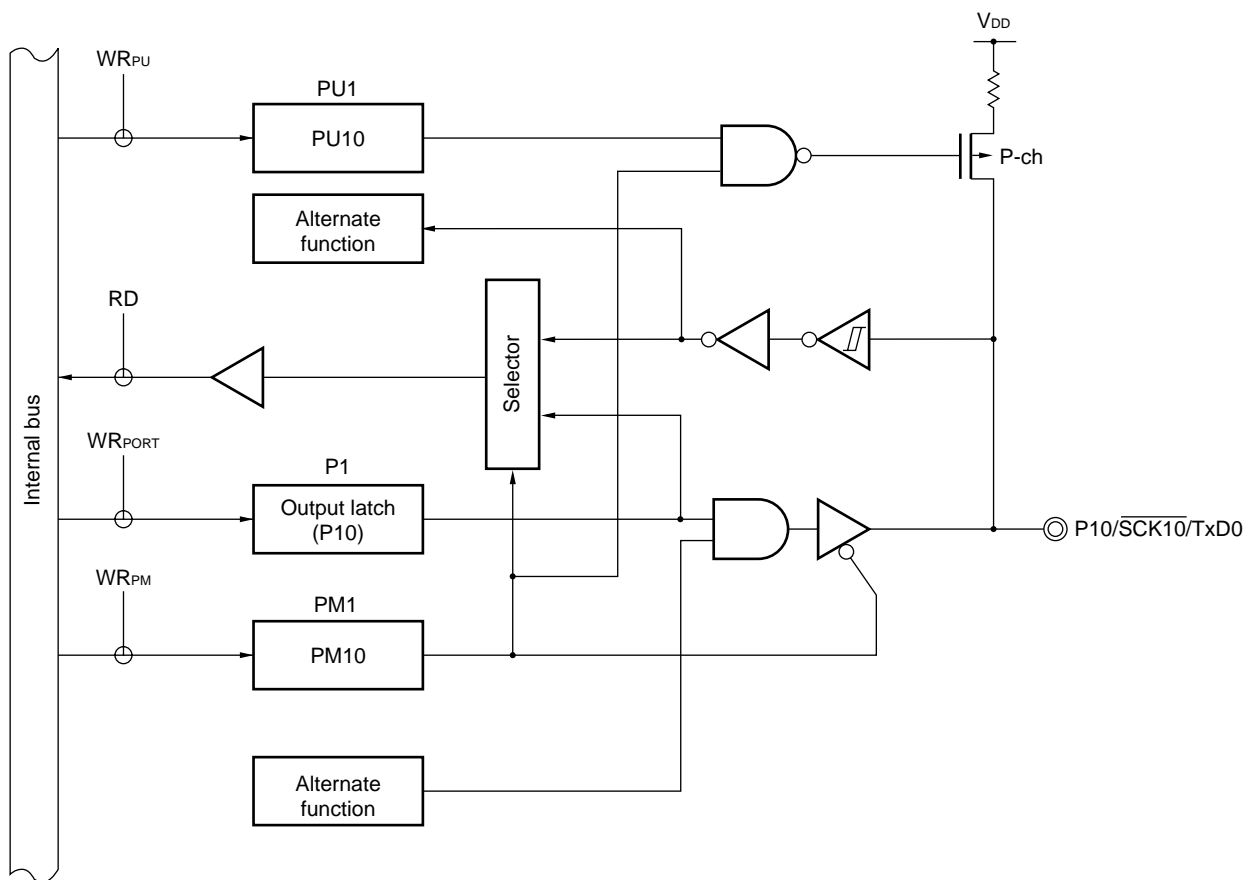 VDD
WRPU
PU1
PU10
P-ch
Alternate
function
RD
Selector
Internal bus
WRPORT
P1
Output latch
(P10)
P10/SCK10/TxD0
WRPM
PM1
PM10
Alternate
function